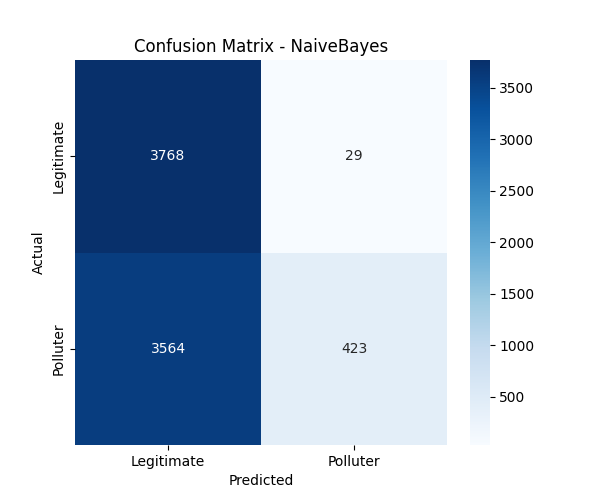 Confusion Matrix - NaiveBayes
Actual
Legitimate
Polluter
3768
29
3564
423
Legitimate
Polluter
Predicted
3500
3000
2500
2000
1500
1000
500